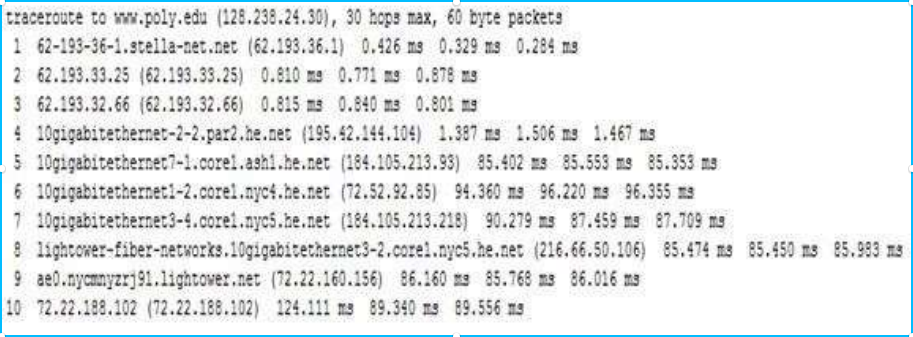 traceroute to www.poly.edu (128.238.24.30), 30 hops max, 60 byte packets
1 62-193-36-1.stella-net.net (62.193.36.1) 0.426 ms 0.329 ms 0.284 ms
2 62.193.33.25 (62.193.33.25) 0.810 ms 0.771 ms 0.878 ms
3 62.193.32.66 (62.193.32.66) 0.815 ms 0.840 ms 0.801 ms
4 10gigabitethernet-2-2.par2.he.net (195.42.144.104) 1.387 ms 1.506 ms 1.467 ms
5 10gigabitethernet7-1.core1.ash1.he.net (184.105.213.93) 85.402 ms 85.553 ms 85.353 ms
6 10gigabitethernet1-2.core1.nyc4.he.net (72.52.92.85) 94.360 ms 96.220 ms 96.355 ms
7 10gigabitethernet3-4.core1.nyc5.he.net (184.105.213.218) 90.279 ms 87.459 ms 87.709 ms
8 lightower-fiber-networks.10gigabitethernet3-2.core1.nyc5.he.net (216.66.50.106) 85.474 ms 85.450 ms 85.983 ms
9 ae0.nycmnyzrj91.lightower.net (72.22.160.156) 86.160 ms 85.768 ms 86.016 ms
10 72.22.188.102 (72.22.188.102) 124.111 ms 89.340 ms 89.556 ms